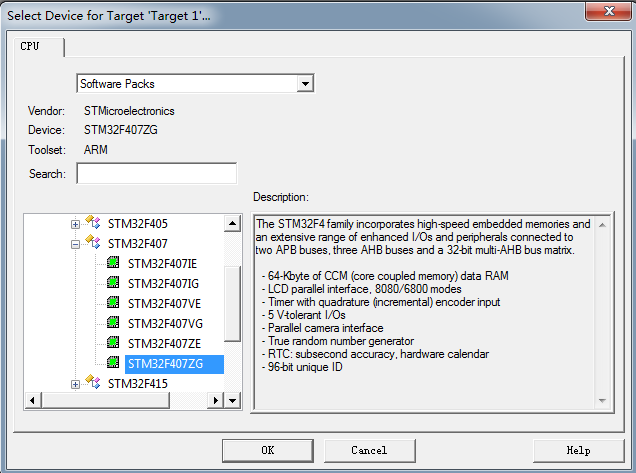 Select Device for Target 'Target 1'...
CPU
Software Packs
Vendor: STMicroelectronics
Device: STM32F407ZG
Toolset: ARM
Search:
Description:
STM32F405
STM32F407
STM32F407IE
STM32F407IG
STM32F407VE
STM32F407VG
STM32F407ZE
STM32F407ZG
STM32F415
The STM32F4 family incorporates high-speed embedded memories and
an extensive range of enhanced I/Os and peripherals connected to
two APB buses, three AHB buses and a 32-bit multi-AHB bus matrix.
- 64-Kbyte of CCM (core coupled memory) data RAM
- LCD parallel interface, 8080/6800 modes
- Timer with quadrature (incremental) encoder input
- 5 V-tolerant I/Os
- Parallel camera interface
- True random number generator
- RTC: subsecond accuracy, hardware calendar
- 96-bit unique ID
OK
Cancel
Help